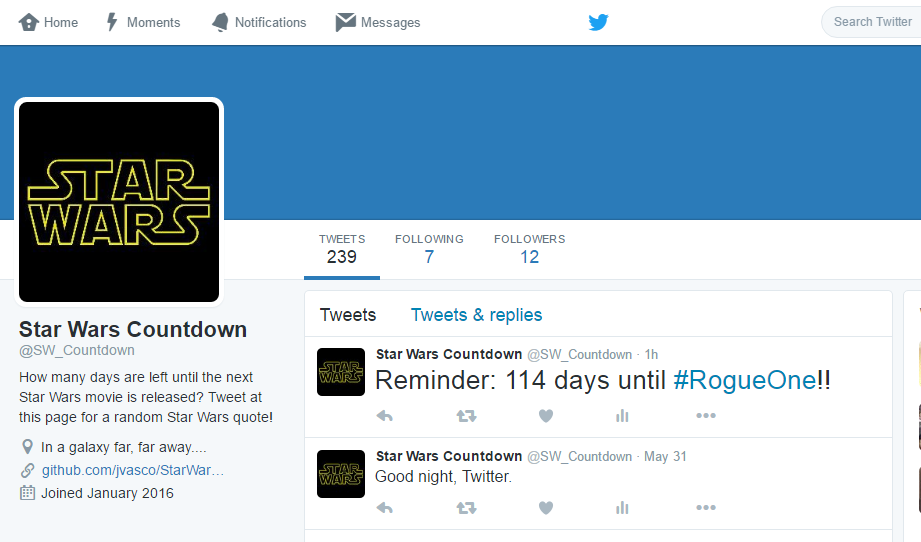 Home Moments Notifications Messages Search Twitter
STAR
WARS
TWEETS FOLLOWING FOLLOWERS
239 7 12
Star Wars Countdown
@SW_Countdown
How many days are left until the next
Star Wars movie is released? Tweet at
this page for a random Star Wars quote!
In a galaxy far, far away....
github.com/jvasco/StarWar...
Joined January 2016
Tweets Tweets & replies
STAR
WARS
Star Wars Countdown @SW_Countdown · 1h
Reminder: 114 days until #RogueOne!!
STAR
WARS
Star Wars Countdown @SW_Countdown · May 31
Good night, Twitter.